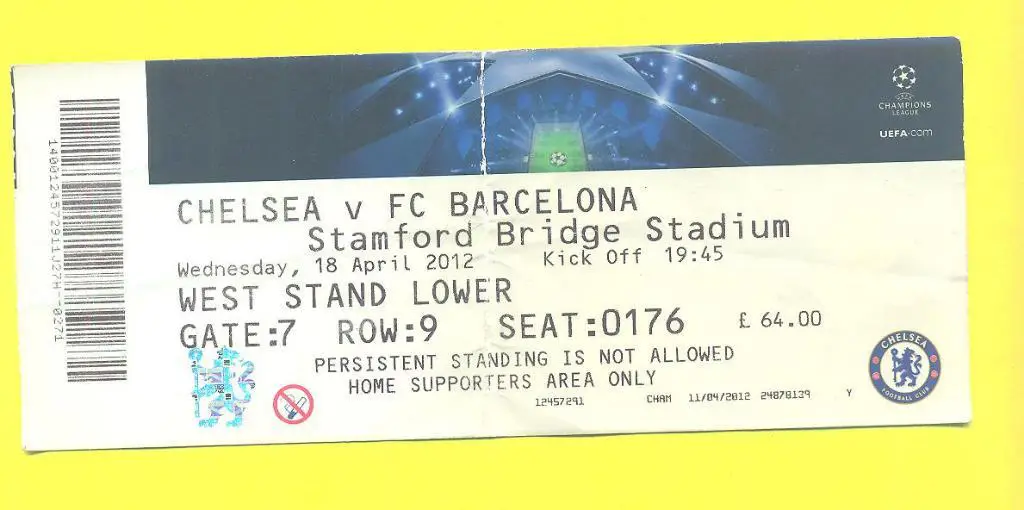 CHAMPIONS
LEAGUE
UEFA.com
CHELSEA v FC BARCELONA
Stamford Bridge Stadium
Wednesday, 18 April 2012 Kick Off 19:45
WEST STAND LOWER
GATE:7 ROW:9 SEAT:0176 £ 64.00
PERSISTENT STANDING IS NOT ALLOWED
HOME SUPPORTERS AREA ONLY
12457291 CHAM 11/04/2012 24878139 Y
CHELSEA
FOOTBALL CLUB